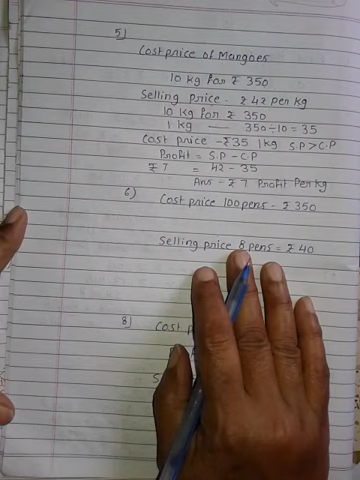 5)
Cost price of Mangoes
10 kg for ₹ 350
Selling price - ₹ 42 per kg
10 kg for ₹ 350
1 kg —— 350÷10 = 35
Cost price - ₹35 1kg S.P > C.P
Profit = S.P - C.P
₹ 7 = 42 - 35
Ans - ₹ 7 Profit Per kg
6)
Cost price 100 pens - ₹ 350
Selling price 8 pens = ₹ 40
8) Cost